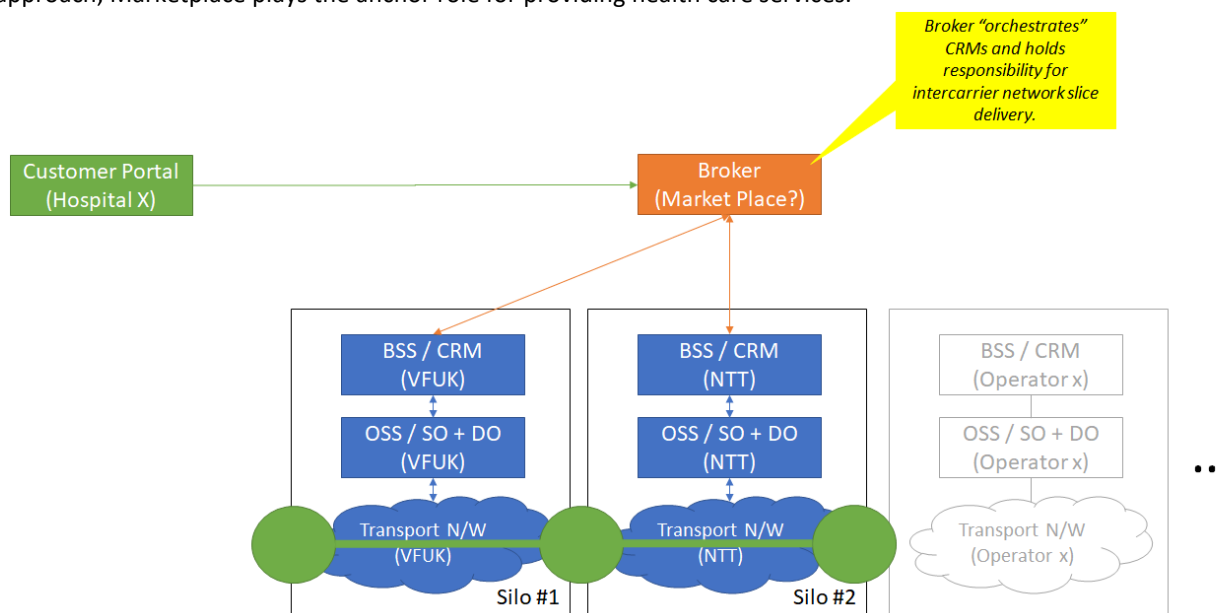 approach, Marketplace plays the anchor role for providing health care services.
Broker “orchestrates”
CRMs and holds
responsibility for
intercarrier network slice
delivery.
Customer Portal
(Hospital X)
Broker
(Market Place?)
BSS / CRM
(VFUK)
OSS / SO + DO
(VFUK)
Transport N/W
(VFUK)
Silo #1
BSS / CRM
(NTT)
OSS / SO + DO
(NTT)
Transport N/W
(NTT)
Silo #2
BSS / CRM
(Operator x)
OSS / SO + DO
(Operator x)
Transport N/W
(Operator x)
..